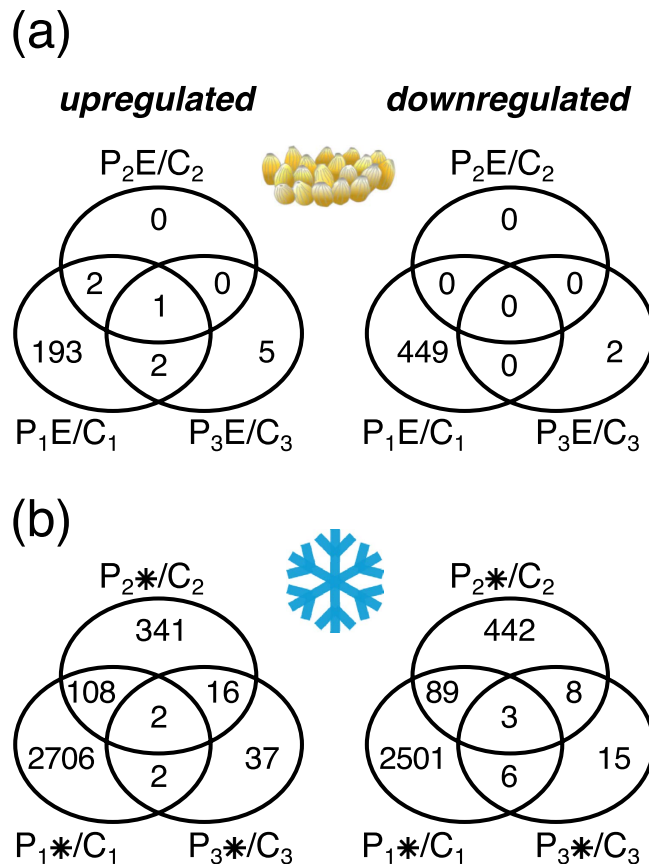 (a)
upregulated downregulated
P₂E/C₂ P₂E/C₂
0 0
2 0 0 0
1 0
193 5 449 2
2 0
P₁E/C₁ P₃E/C₃ P₁E/C₁ P₃E/C₃
(b)
P₂✳/C₂ P₂✳/C₂
341 442
108 16 89 8
2 3
2706 37 2501 15
2 6
P₁✳/C₁ P₃✳/C₃ P₁✳/C₁ P₃✳/C₃